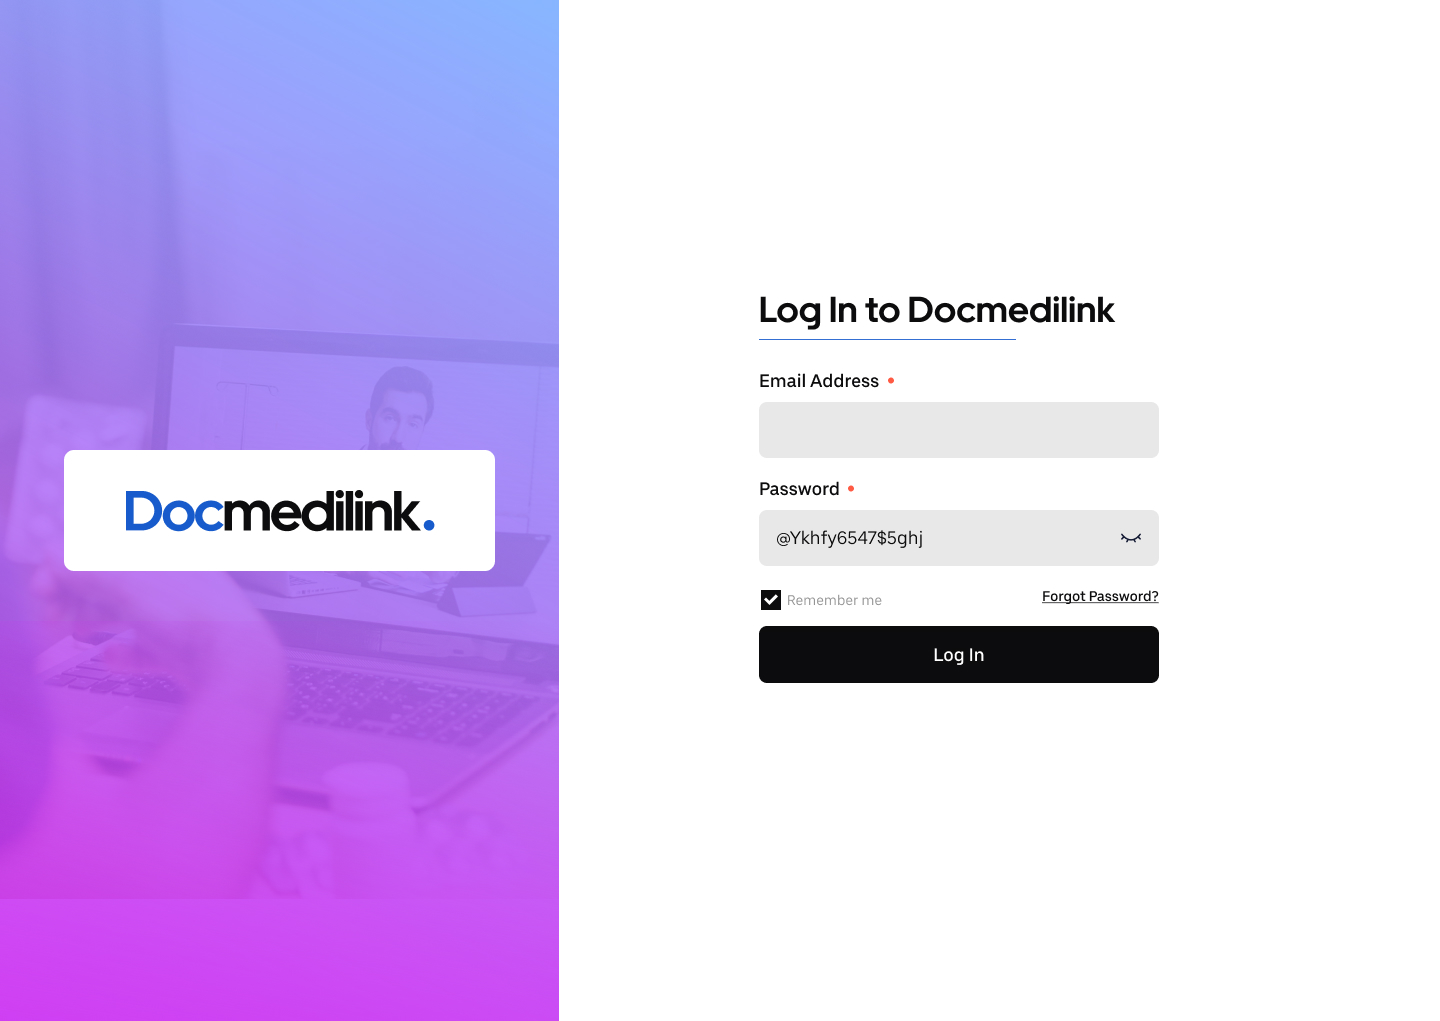 Docmedilink.
Log In to Docmedilink
Email Address
Password
@Ykhfy6547$5ghj
Remember me
Forgot Password?
Log In